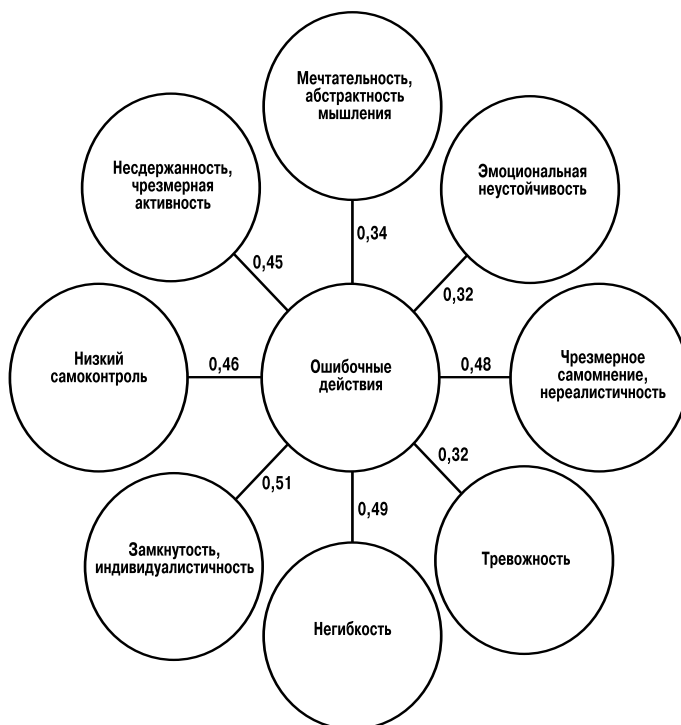 Мечтательность,
абстрактность
мышления
Несдержанность,
чрезмерная
активность
Эмоциональная
неустойчивость
0,34
0,45
0,32
Низкий
самоконтроль
0,46
Ошибочные
действия
0,48
Чрезмерное
самомнение,
нереалистичность
0,51
0,49
0,32
Замкнутость,
индивидуалистичность
Негибкость
Тревожность